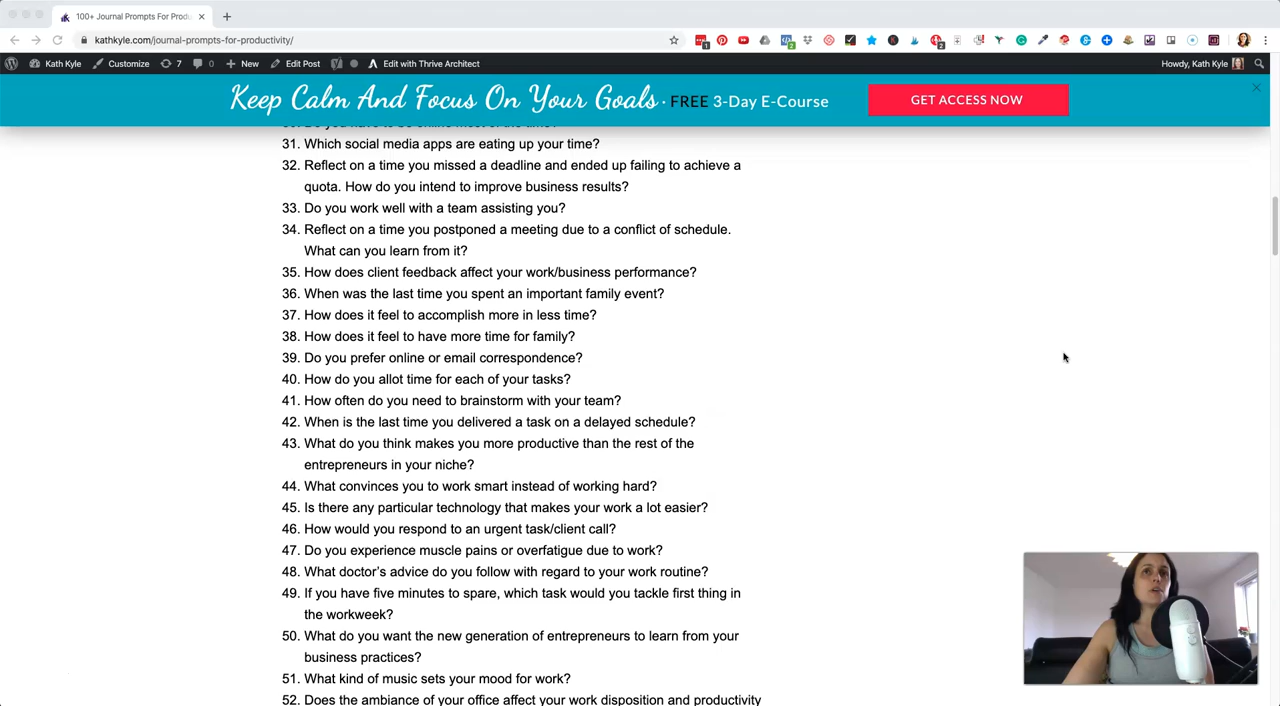 100+ Journal Prompts For Produ
kathkyle.com/journal-prompts-for-productivity/
Kath Kyle Customize 7 0 New Edit Post Edit with Thrive Architect Howdy, Kath Kyle
Keep Calm And Focus On Your Goals · FREE 3-Day E-Course GET ACCESS NOW
31. Which social media apps are eating up your time?
32. Reflect on a time you missed a deadline and ended up failing to achieve a
quota. How do you intend to improve business results?
33. Do you work well with a team assisting you?
34. Reflect on a time you postponed a meeting due to a conflict of schedule.
What can you learn from it?
35. How does client feedback affect your work/business performance?
36. When was the last time you spent an important family event?
37. How does it feel to accomplish more in less time?
38. How does it feel to have more time for family?
39. Do you prefer online or email correspondence?
40. How do you allot time for each of your tasks?
41. How often do you need to brainstorm with your team?
42. When is the last time you delivered a task on a delayed schedule?
43. What do you think makes you more productive than the rest of the
entrepreneurs in your niche?
44. What convinces you to work smart instead of working hard?
45. Is there any particular technology that makes your work a lot easier?
46. How would you respond to an urgent task/client call?
47. Do you experience muscle pains or overfatigue due to work?
48. What doctor's advice do you follow with regard to your work routine?
49. If you have five minutes to spare, which task would you tackle first thing in
the workweek?
50. What do you want the new generation of entrepreneurs to learn from your
business practices?
51. What kind of music sets your mood for work?
52. Does the ambiance of your office affect your work disposition and productivity